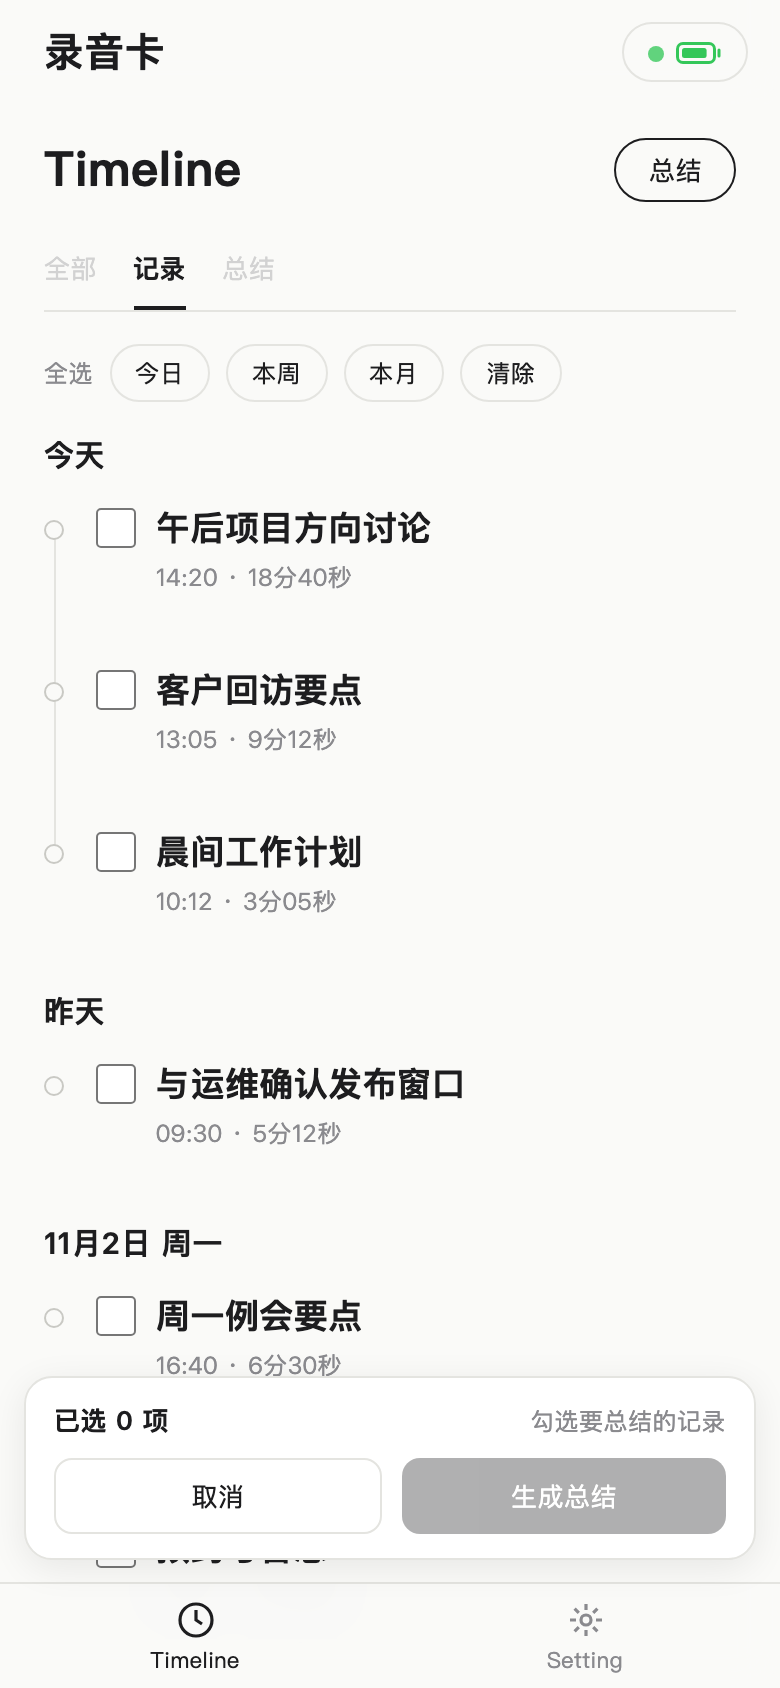 录音卡
Timeline
总结
全部 记录 总结
全选 今日 本周 本月 清除
今天
午后项目方向讨论
14:20 · 18分40秒
客户回访要点
13:05 · 9分12秒
晨间工作计划
10:12 · 3分05秒
昨天
与运维确认发布窗口
09:30 · 5分12秒
11月2日 周一
周一例会要点
16:40 · 6分30秒
已选 0 项 勾选要总结的记录
取消 生成总结
Timeline Setting